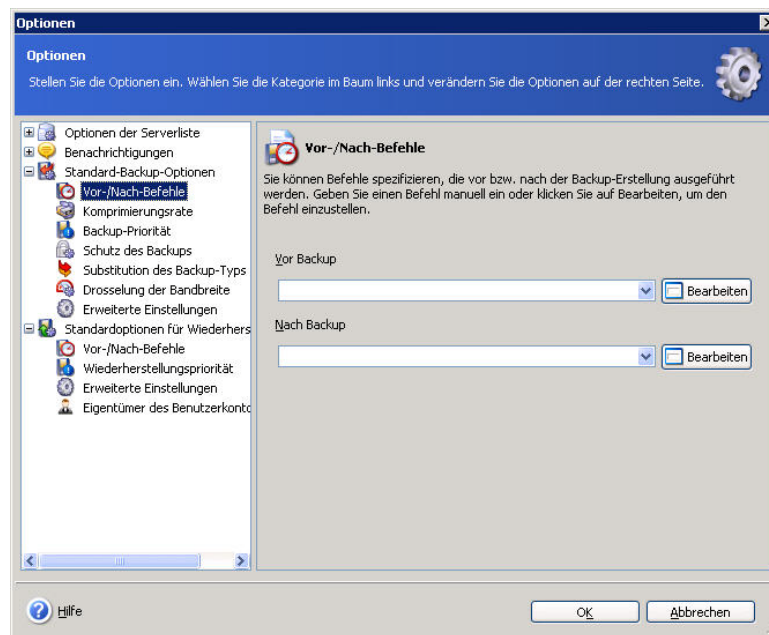 Optionen
Optionen
Stellen Sie die Optionen ein. Wählen Sie die Kategorie im Baum links und verändern Sie die Optionen auf der rechten Seite.
Optionen der Serverliste
Benachrichtigungen
Standard-Backup-Optionen
Vor-/Nach-Befehle
Komprimierungsrate
Backup-Priorität
Schutz des Backups
Substitution des Backup-Typs
Drosselung der Bandbreite
Erweiterte Einstellungen
Standardoptionen für Wiederhers
Vor-/Nach-Befehle
Wiederherstellungspriorität
Erweiterte Einstellungen
Eigentümer des Benutzerkonto
Vor-/Nach-Befehle
Sie können Befehle spezifizieren, die vor bzw. nach der Backup-Erstellung ausgeführt
werden. Geben Sie einen Befehl manuell ein oder klicken Sie auf Bearbeiten, um den
Befehl einzustellen.
Vor Backup
Bearbeiten
Nach Backup
Bearbeiten
Hilfe
OK
Abbrechen